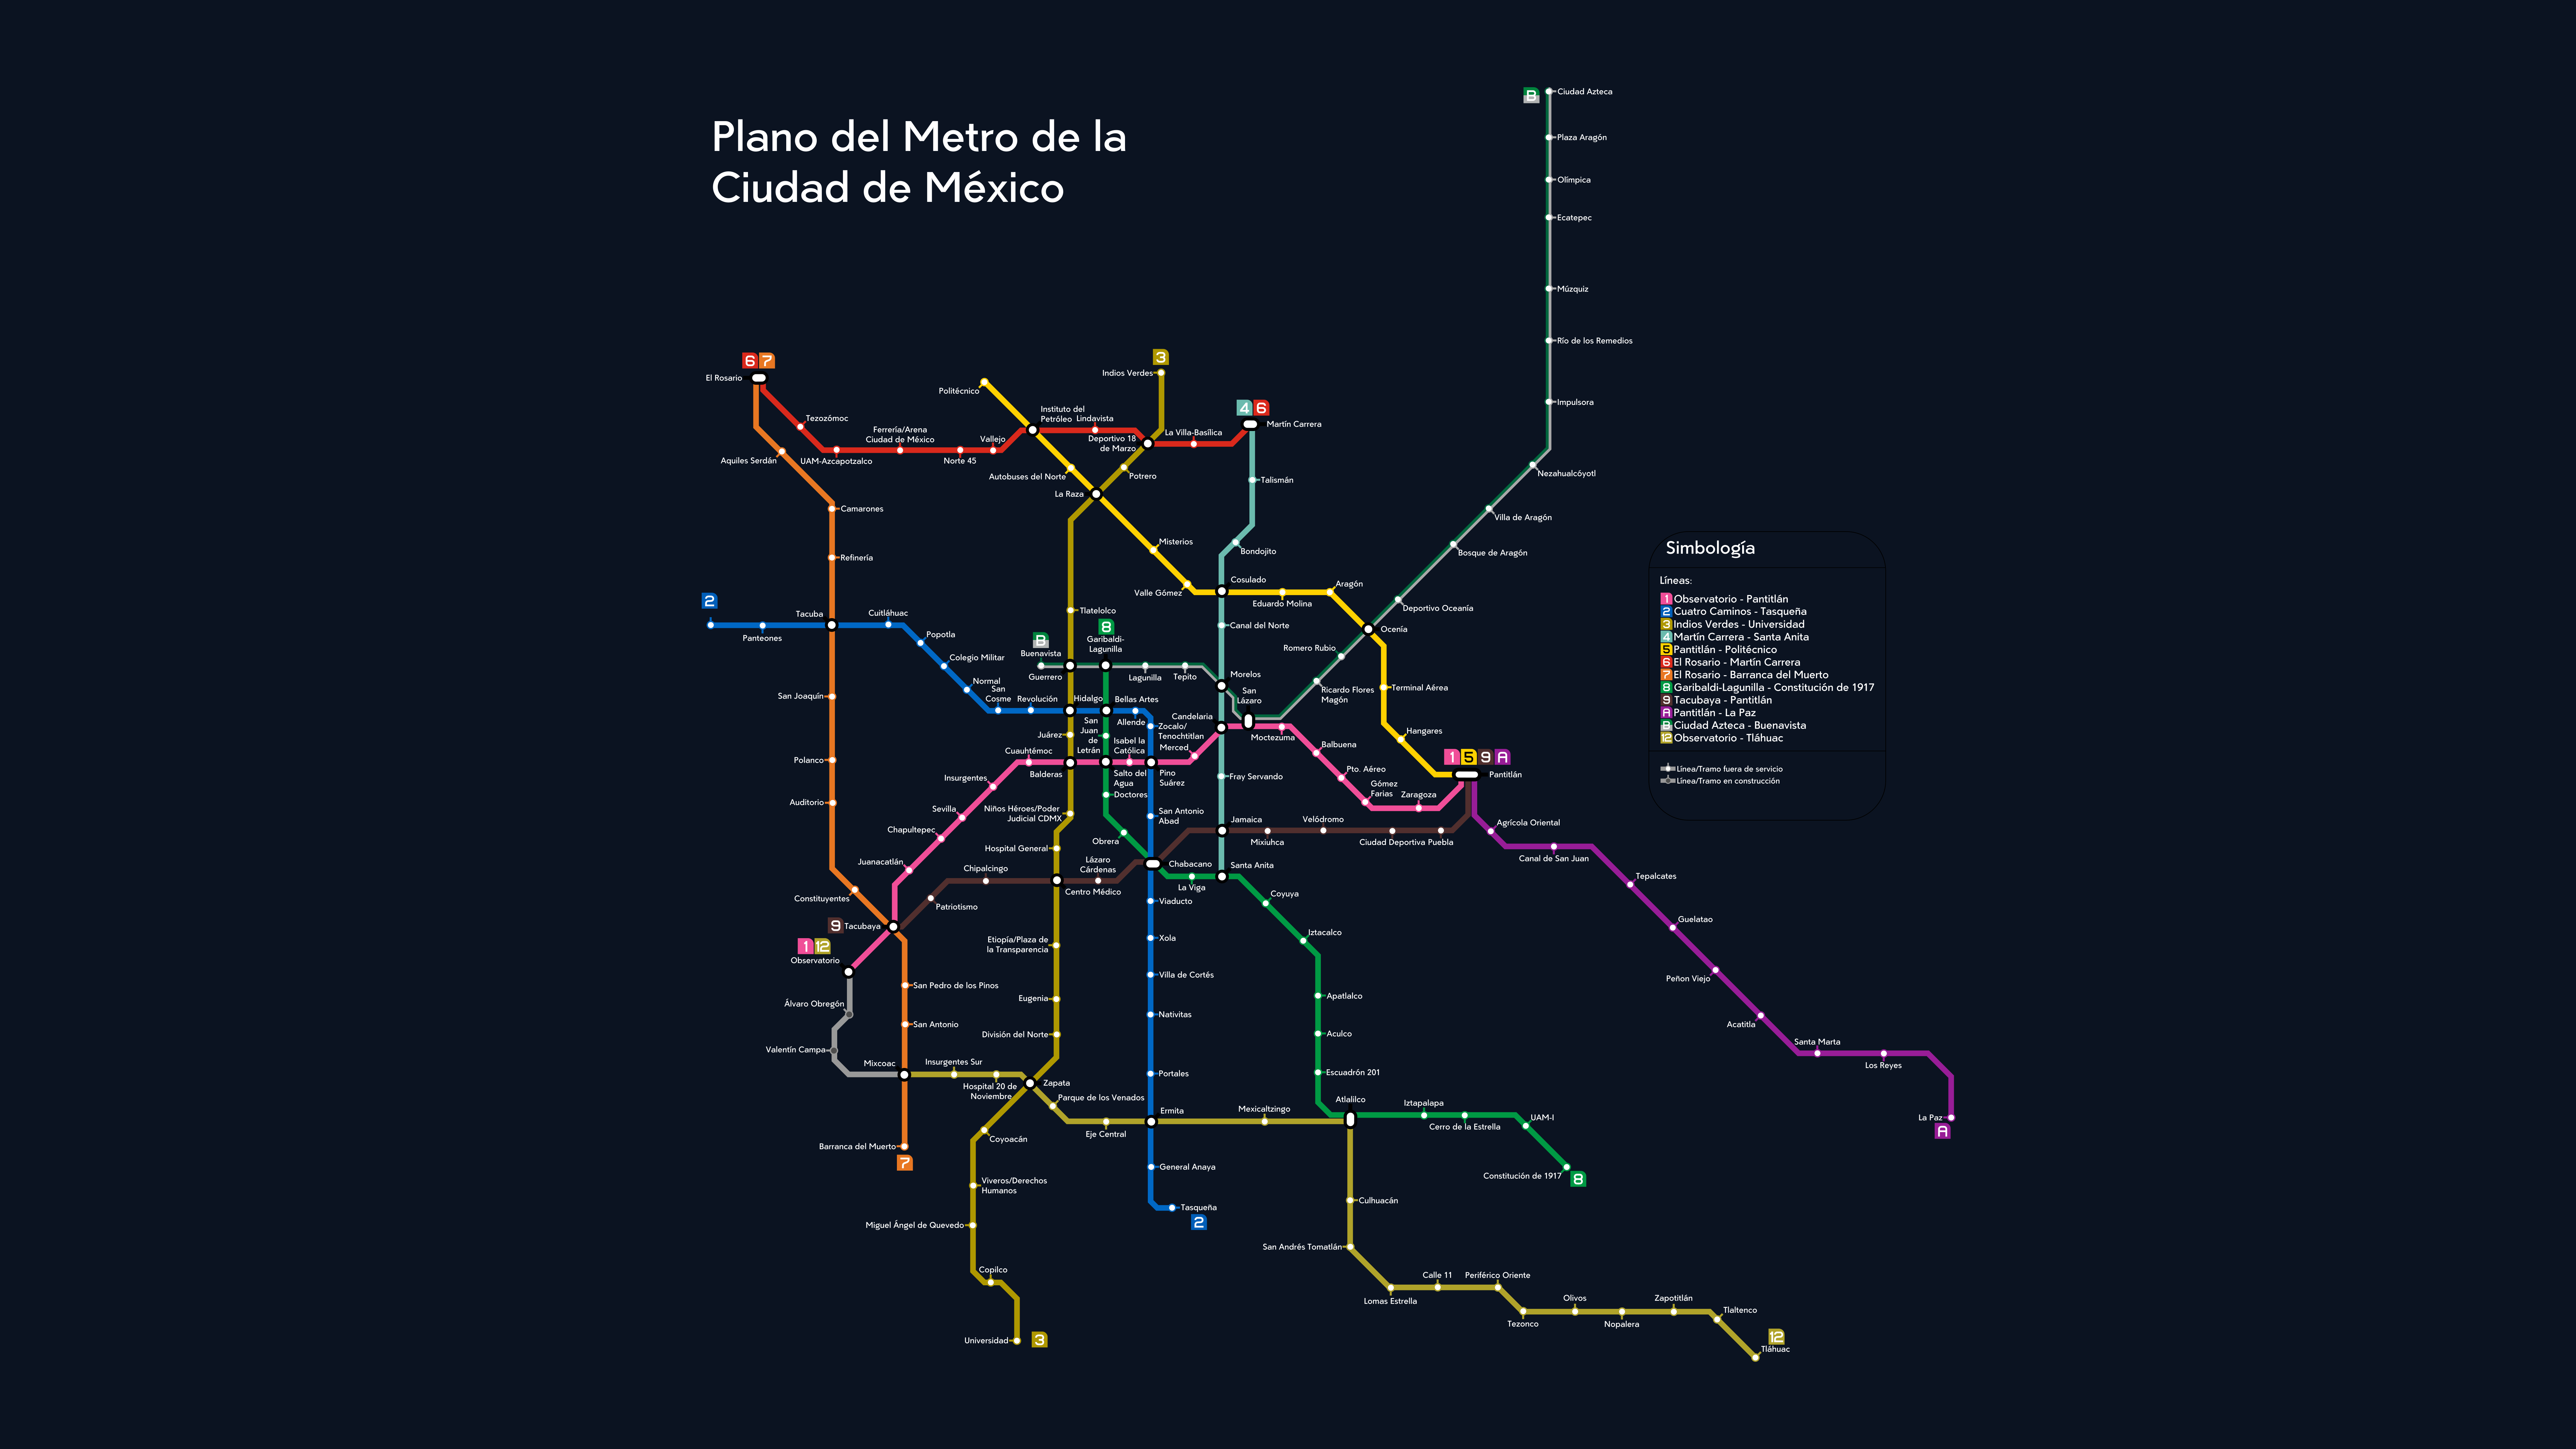 Plano del Metro de la
Ciudad de México
B
Ciudad Azteca
Plaza Aragón
Olímpica
Ecatepec
Múzquiz
Río de los Remedios
Impulsora
Nezahualcóyotl
Villa de Aragón
Bosque de Aragón
Deportivo Oceanía
Ocenía
Romero Rubio
Ricardo Flores
Magón
San
Lázaro
Morelos
Tepito
Lagunilla
8
Garibaldi-
Lagunilla
B
Buenavista
Guerrero
6 7
El Rosario
Tezozómoc
UAM-Azcapotzalco
Ferrería/Arena
Ciudad de México
Norte 45
Vallejo
Instituto del
Petróleo
Lindavista
Deportivo 18
de Marzo
La Villa-Basílica
4 6
Martín Carrera
3
Indios Verdes
Politécnico
Autobuses del Norte
Potrero
La Raza
Misterios
Valle Gómez
Cosulado
Eduardo Molina
Aragón
Terminal Aérea
Hangares
1 5 9 A
Pantitlán
Talismán
Bondojito
Canal del Norte
Candelaria
Fray Servando
Jamaica
Santa Anita
Aquiles Serdán
Camarones
Refinería
Tacuba
San Joaquín
Polanco
Auditorio
Constituyentes
9
Tacubaya
San Pedro de los Pinos
San Antonio
Mixcoac
Barranca del Muerto
7
2
Panteones
Cuitláhuac
Popotla
Colegio Militar
Normal
San
Cosme
Revolución
Hidalgo
Bellas Artes
Allende
Zocalo/
Tenochtitlan
Pino
Suárez
San Antonio
Abad
Chabacano
Viaducto
Xola
Villa de Cortés
Nativitas
Portales
Ermita
General Anaya
Tasqueña
2
Tlatelolco
Juárez
Balderas
Niños Héroes/Poder
Judicial CDMX
Hospital General
Centro Médico
Etiopía/Plaza de
la Transparencia
Eugenia
División del Norte
Zapata
Coyoacán
Viveros/Derechos
Humanos
Miguel Ángel de Quevedo
Copilco
Universidad
3
San
Juan
de
Letrán
Isabel la
Católica
Salto del
Agua
Merced
Doctores
Obrera
La Viga
Coyuya
Iztacalco
Apatlalco
Aculco
Escuadrón 201
Atlalilco
Iztapalapa
Cerro de la Estrella
UAM-I
Constitución de 1917
8
1 12
Observatorio
Juanacatlán
Chapultepec
Sevilla
Insurgentes
Cuauhtémoc
Moctezuma
Balbuena
Pto. Aéreo
Gómez
Farias
Zaragoza
Patriotismo
Chipalcingo
Lázaro
Cárdenas
Mixiuhca
Velódromo
Ciudad Deportiva
Puebla
Agrícola Oriental
Canal de San Juan
Tepalcates
Guelatao
Peñon Viejo
Acatitla
Santa Marta
Los Reyes
La Paz
A
Álvaro Obregón
Valentín Campa
Insurgentes Sur
Hospital 20 de
Noviembre
Parque de los Venados
Eje Central
Mexicaltzingo
Culhuacán
San Andrés Tomatlán
Lomas Estrella
Calle 11
Periférico Oriente
Tezonco
Olivos
Nopalera
Zapotitlán
Tlaltenco
12
Tláhuac
Simbología
Líneas:
1 Observatorio - Pantitlán
2 Cuatro Caminos - Tasqueña
3 Indios Verdes - Universidad
4 Martín Carrera - Santa Anita
5 Pantitlán - Politécnico
6 El Rosario - Martín Carrera
7 El Rosario - Barranca del Muerto
8 Garibaldi-Lagunilla - Constitución de 1917
9 Tacubaya - Pantitlán
A Pantitlán - La Paz
B Ciudad Azteca - Buenavista
12 Observatorio - Tláhuac
Línea/Tramo fuera de servicio
Línea/Tramo en construcción